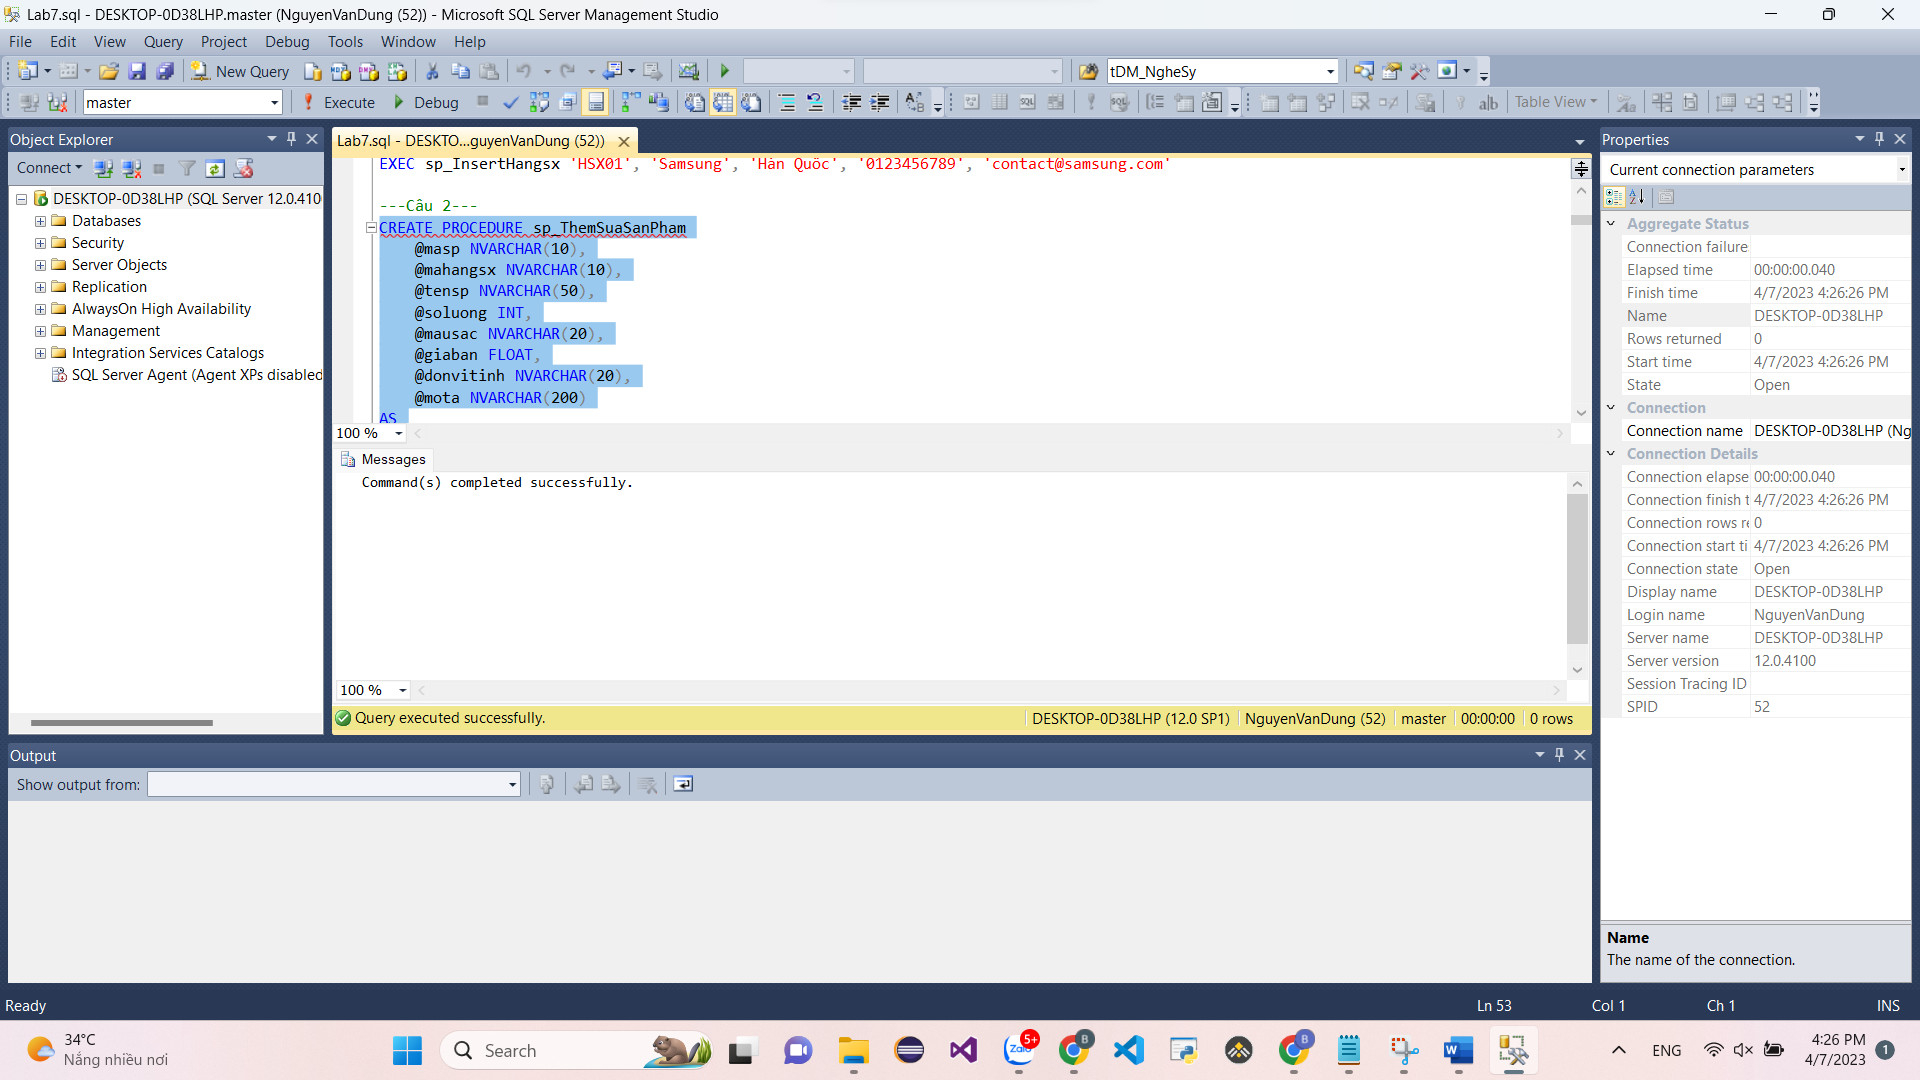 Lab7.sql - DESKTOP-0D38LHP.master (NguyenVanDung (52)) - Microsoft SQL Server Management Studio
File Edit View Query Project Debug Tools Window Help
New Query
tDM_NgheSy
master
Execute Debug
Table View
Object Explorer
Connect
DESKTOP-0D38LHP (SQL Server 12.0.410
Databases
Security
Server Objects
Replication
AlwaysOn High Availability
Management
Integration Services Catalogs
SQL Server Agent (Agent XPs disabled
Lab7.sql - DESKTO...guyenVanDung (52))
EXEC sp_InsertHangsx 'HSX01', 'Samsung', 'Hàn Quốc', '0123456789', 'contact@samsung.com'
---Câu 2---
CREATE PROCEDURE sp_ThemSuaSanPham
@masp NVARCHAR(10),
@mahangsx NVARCHAR(10),
@tensp NVARCHAR(50),
@soluong INT,
@mausac NVARCHAR(20),
@giaban FLOAT,
@donvitinh NVARCHAR(20),
@mota NVARCHAR(200)
AS
100 %
Messages
Command(s) completed successfully.
100 %
Query executed successfully.
DESKTOP-0D38LHP (12.0 SP1) NguyenVanDung (52) master 00:00:00 0 rows
Properties
Current connection parameters
Aggregate Status
Connection failure
Elapsed time 00:00:00.040
Finish time 4/7/2023 4:26:26 PM
Name DESKTOP-0D38LHP
Rows returned 0
Start time 4/7/2023 4:26:26 PM
State Open
Connection
Connection name DESKTOP-0D38LHP (Ng
Connection Details
Connection elapse 00:00:00.040
Connection finish t 4/7/2023 4:26:26 PM
Connection rows re 0
Connection start ti 4/7/2023 4:26:26 PM
Connection state Open
Display name DESKTOP-0D38LHP
Login name NguyenVanDung
Server name DESKTOP-0D38LHP
Server version 12.0.4100
Session Tracing ID
SPID 52
Name
The name of the connection.
Output
Show output from:
Ready
Ln 53 Col 1 Ch 1 INS
34°C
Nắng nhiều nơi
Search
Zalo
5+
B
B
ENG
4:26 PM
4/7/2023
1